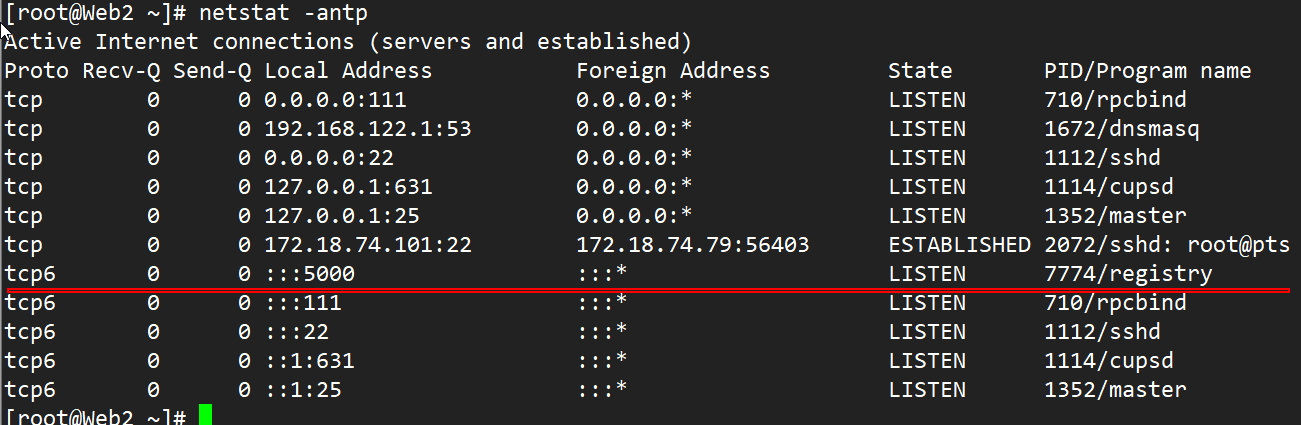 [root@Web2 ~]# netstat -antp
Active Internet connections (servers and established)
Proto Recv-Q Send-Q Local Address           Foreign Address         State       PID/Program name
tcp        0      0 0.0.0.0:111             0.0.0.0:*               LISTEN      710/rpcbind
tcp        0      0 192.168.122.1:53        0.0.0.0:*               LISTEN      1672/dnsmasq
tcp        0      0 0.0.0.0:22              0.0.0.0:*               LISTEN      1112/sshd
tcp        0      0 127.0.0.1:631           0.0.0.0:*               LISTEN      1114/cupsd
tcp        0      0 127.0.0.1:25            0.0.0.0:*               LISTEN      1352/master
tcp        0      0 172.18.74.101:22        172.18.74.79:56403      ESTABLISHED 2072/sshd: root@pts
tcp6       0      0 :::5000                 :::*                    LISTEN      7774/registry
tcp6       0      0 :::111                  :::*                    LISTEN      710/rpcbind
tcp6       0      0 :::22                   :::*                    LISTEN      1112/sshd
tcp6       0      0 ::1:631                 :::*                    LISTEN      1114/cupsd
tcp6       0      0 ::1:25                  :::*                    LISTEN      1352/master
[root@Web2 ~]#